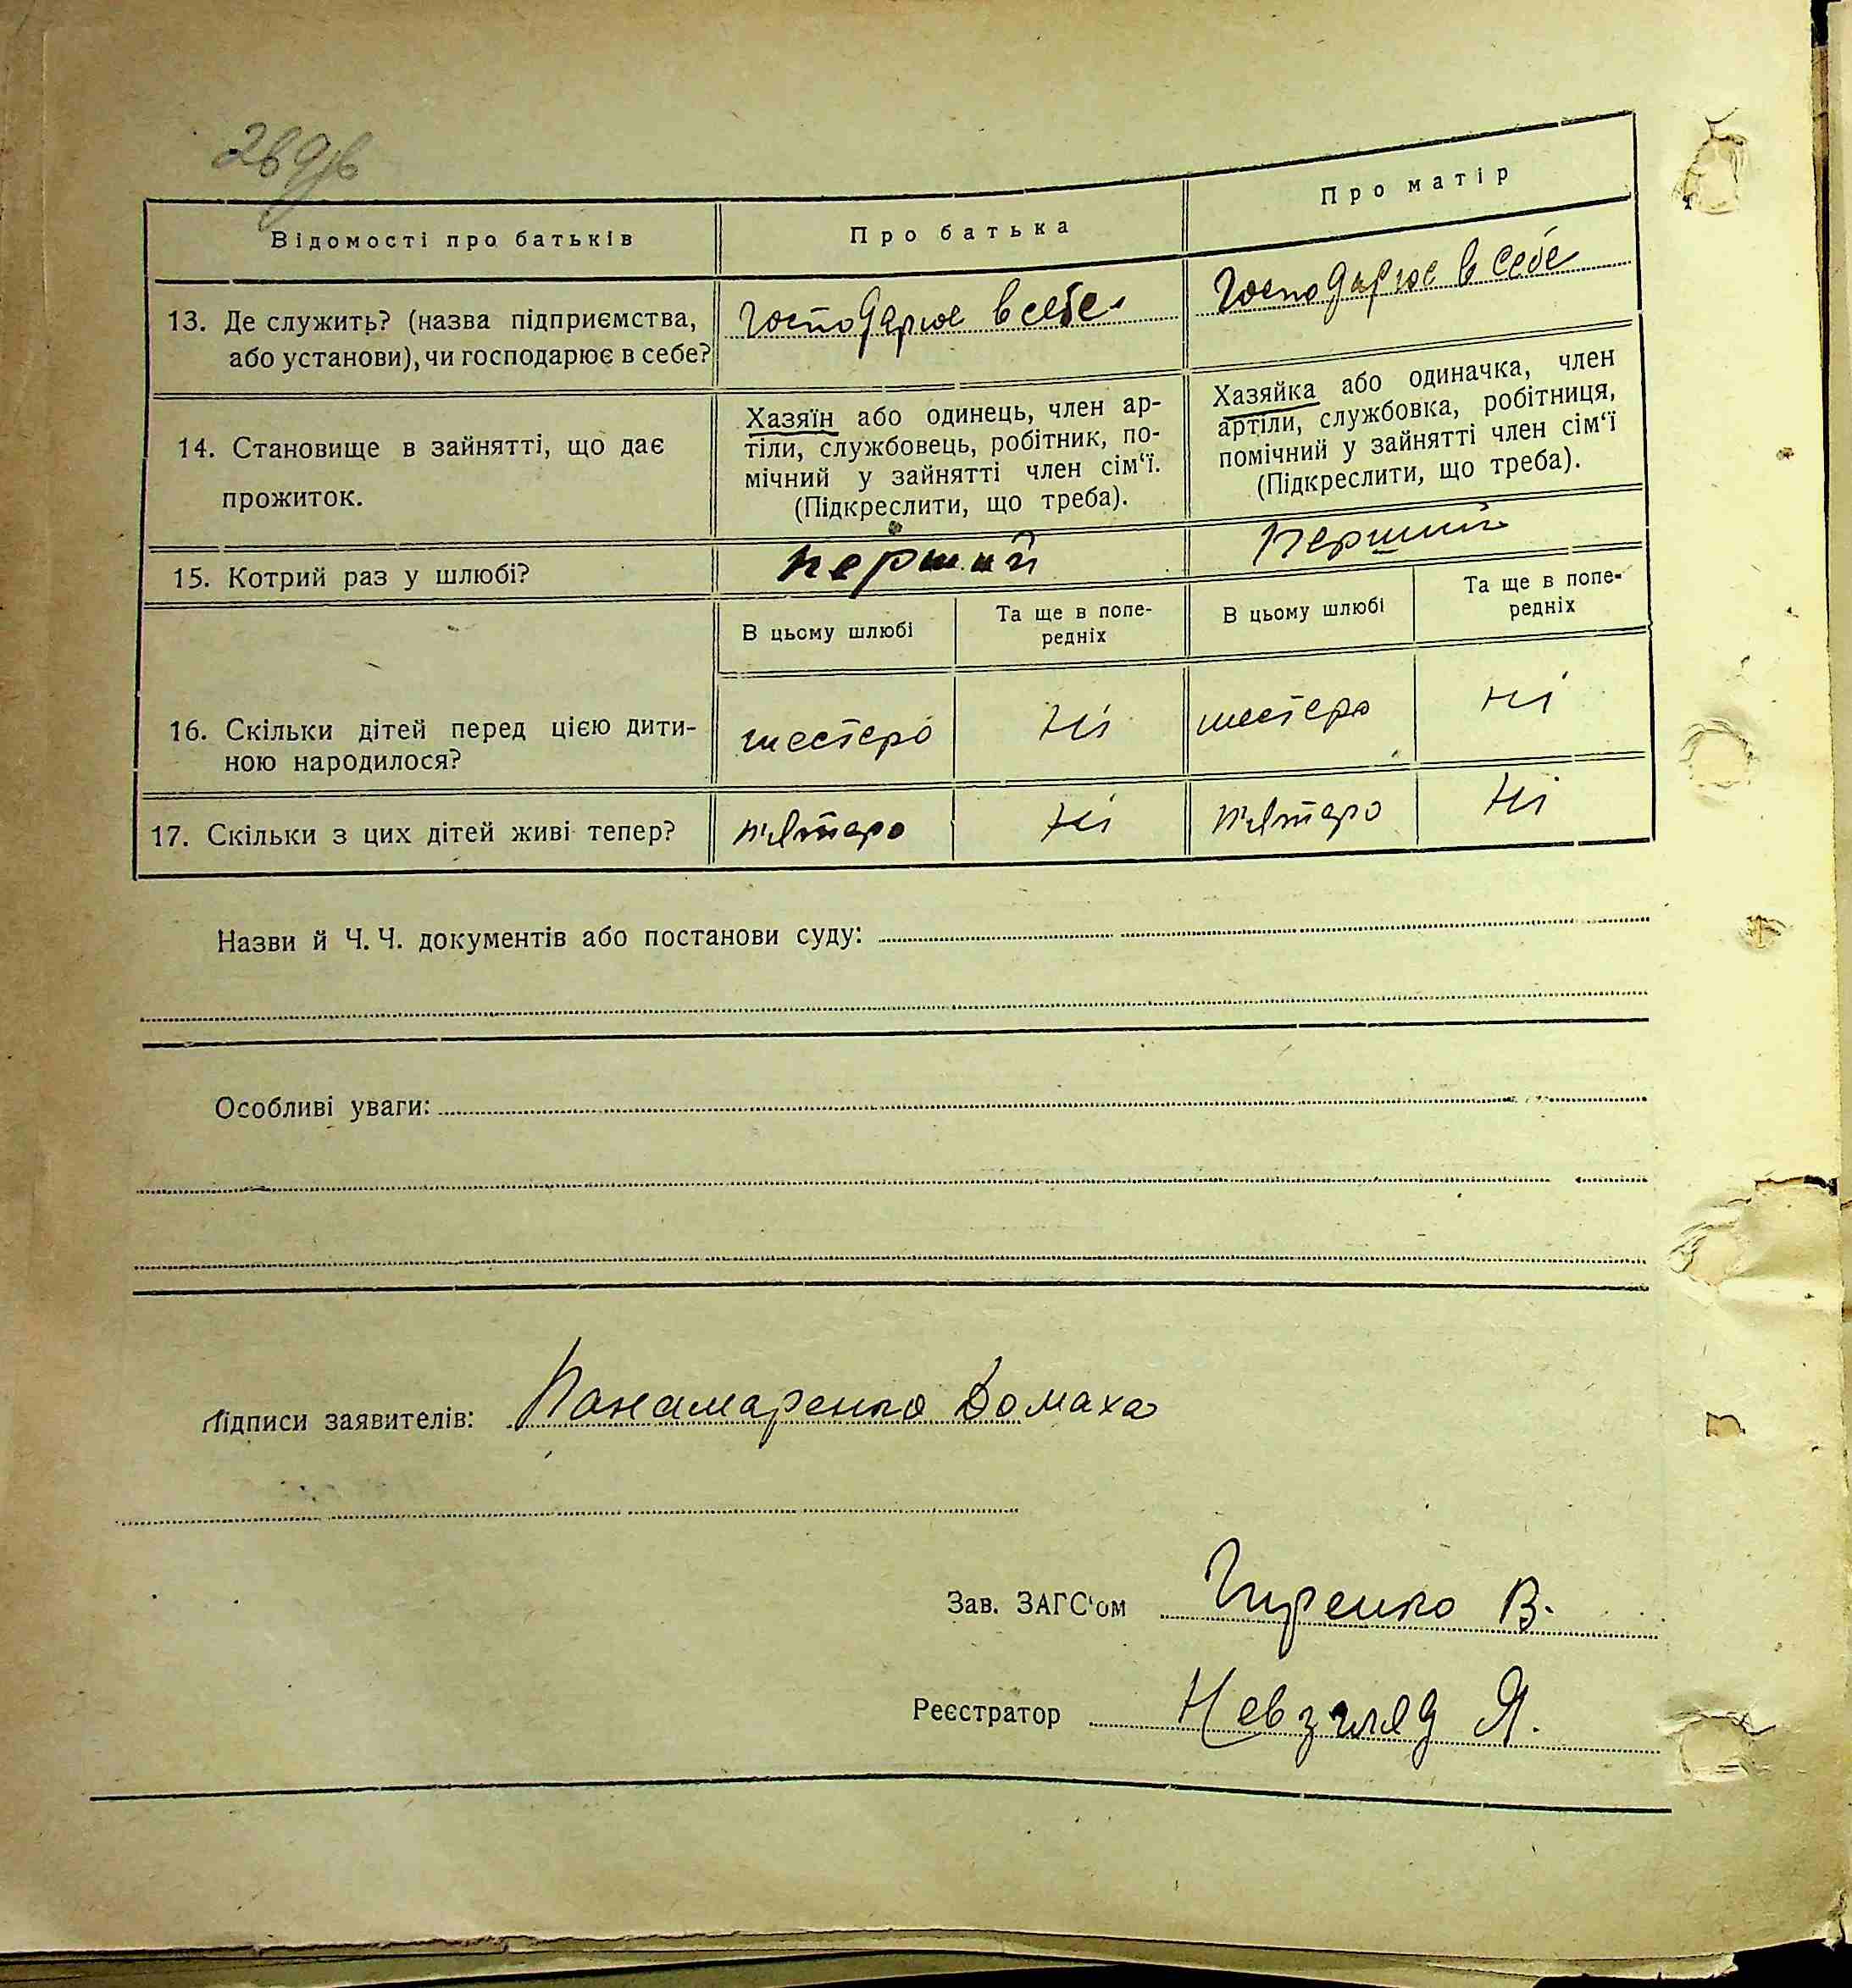 Відомості про батьків
Про батька
Про матір
13. Де служить? (назва підприємства,
або установи), чи господарює в себе?
Господарює в себе
Господарює в себе
14. Становище в зайнятті, що дає
прожиток.
Хазяїн або одинець, член ар-
тіли, службовець, робітник, по-
мічний у зайнятті член сім‘ї.
(Підкреслити, що треба).
Хазяйка або одиначка, член
артіли, службовка, робітниця,
помічний у зайнятті член сім‘ї
(Підкреслити, що треба).
15. Котрий раз у шлюбі?
перший
перший
В цьому шлюбі
Та ще в попе-
редніх
В цьому шлюбі
Та ще в попе-
редніх
16. Скільки дітей перед цією дити-
ною народилося?
шестеро
Ні
шестеро
Ні
17. Скільки з цих дітей живі тепер?
п'ятеро
Ні
п'ятеро
Ні
Назви й Ч. Ч. документів або постанови суду:
Особливі уваги:
Підписи заявителів: Панамаренко Домаха
Зав. ЗАГС‘ом Гиренко В.
Реєстратор Невзгляд Я.